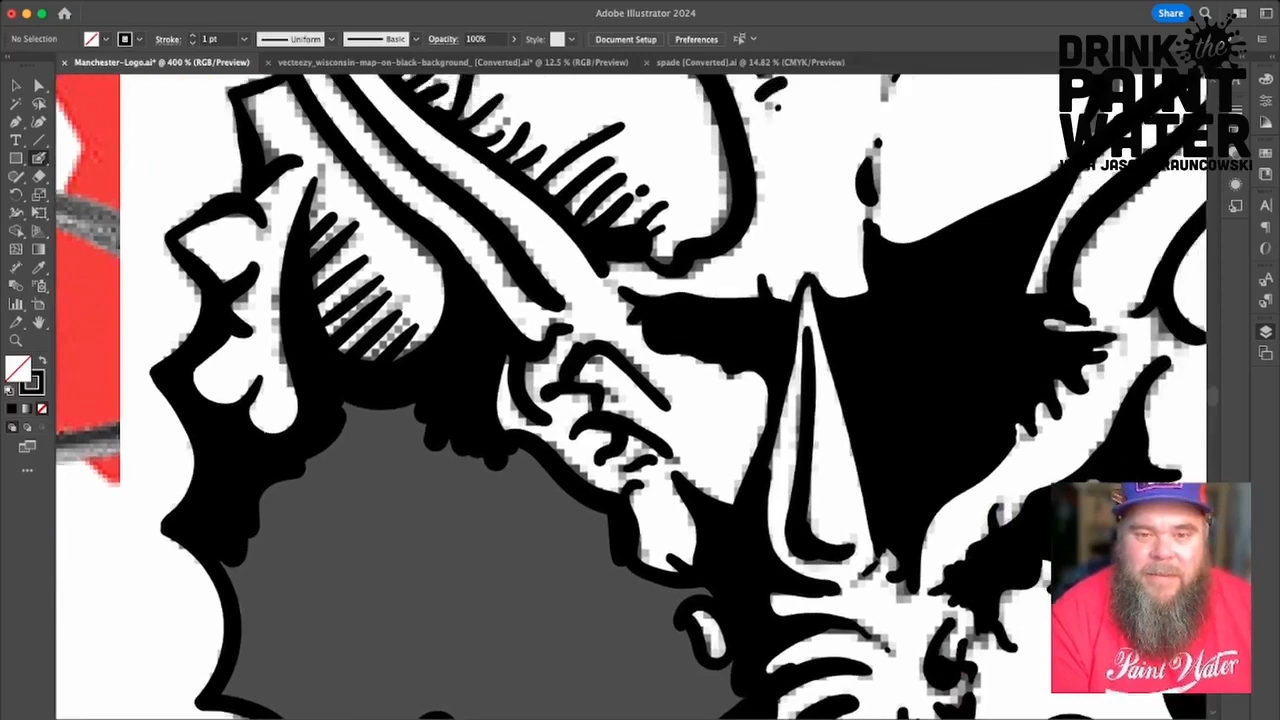 Adobe Illustrator 2024
Share
No Selection
Stroke:
1 pt
Uniform
Basic
Opacity:
100%
Style:
Document Setup
Preferences
Manchester-Logo.ai* @ 400 % (RGB/Preview)
vecteezy_wisconsin-map-on-black-background_ [Converted].ai* @ 12.5 % (RGB/Preview)
spade [Converted].ai @ 14.82 % (CMYK/Preview)
DRINK the
PAINT
WATER
Paint Water